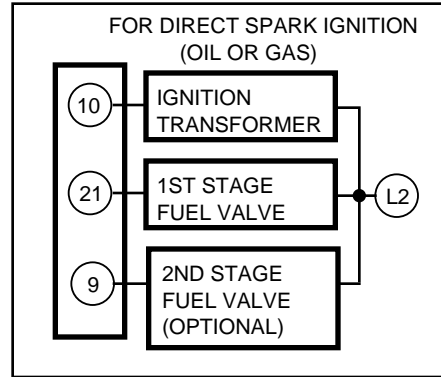 FOR DIRECT SPARK IGNITION
(OIL OR GAS)
10
IGNITION
TRANSFORMER
21
1ST STAGE
FUEL VALVE
L2
9
2ND STAGE
FUEL VALVE
(OPTIONAL)